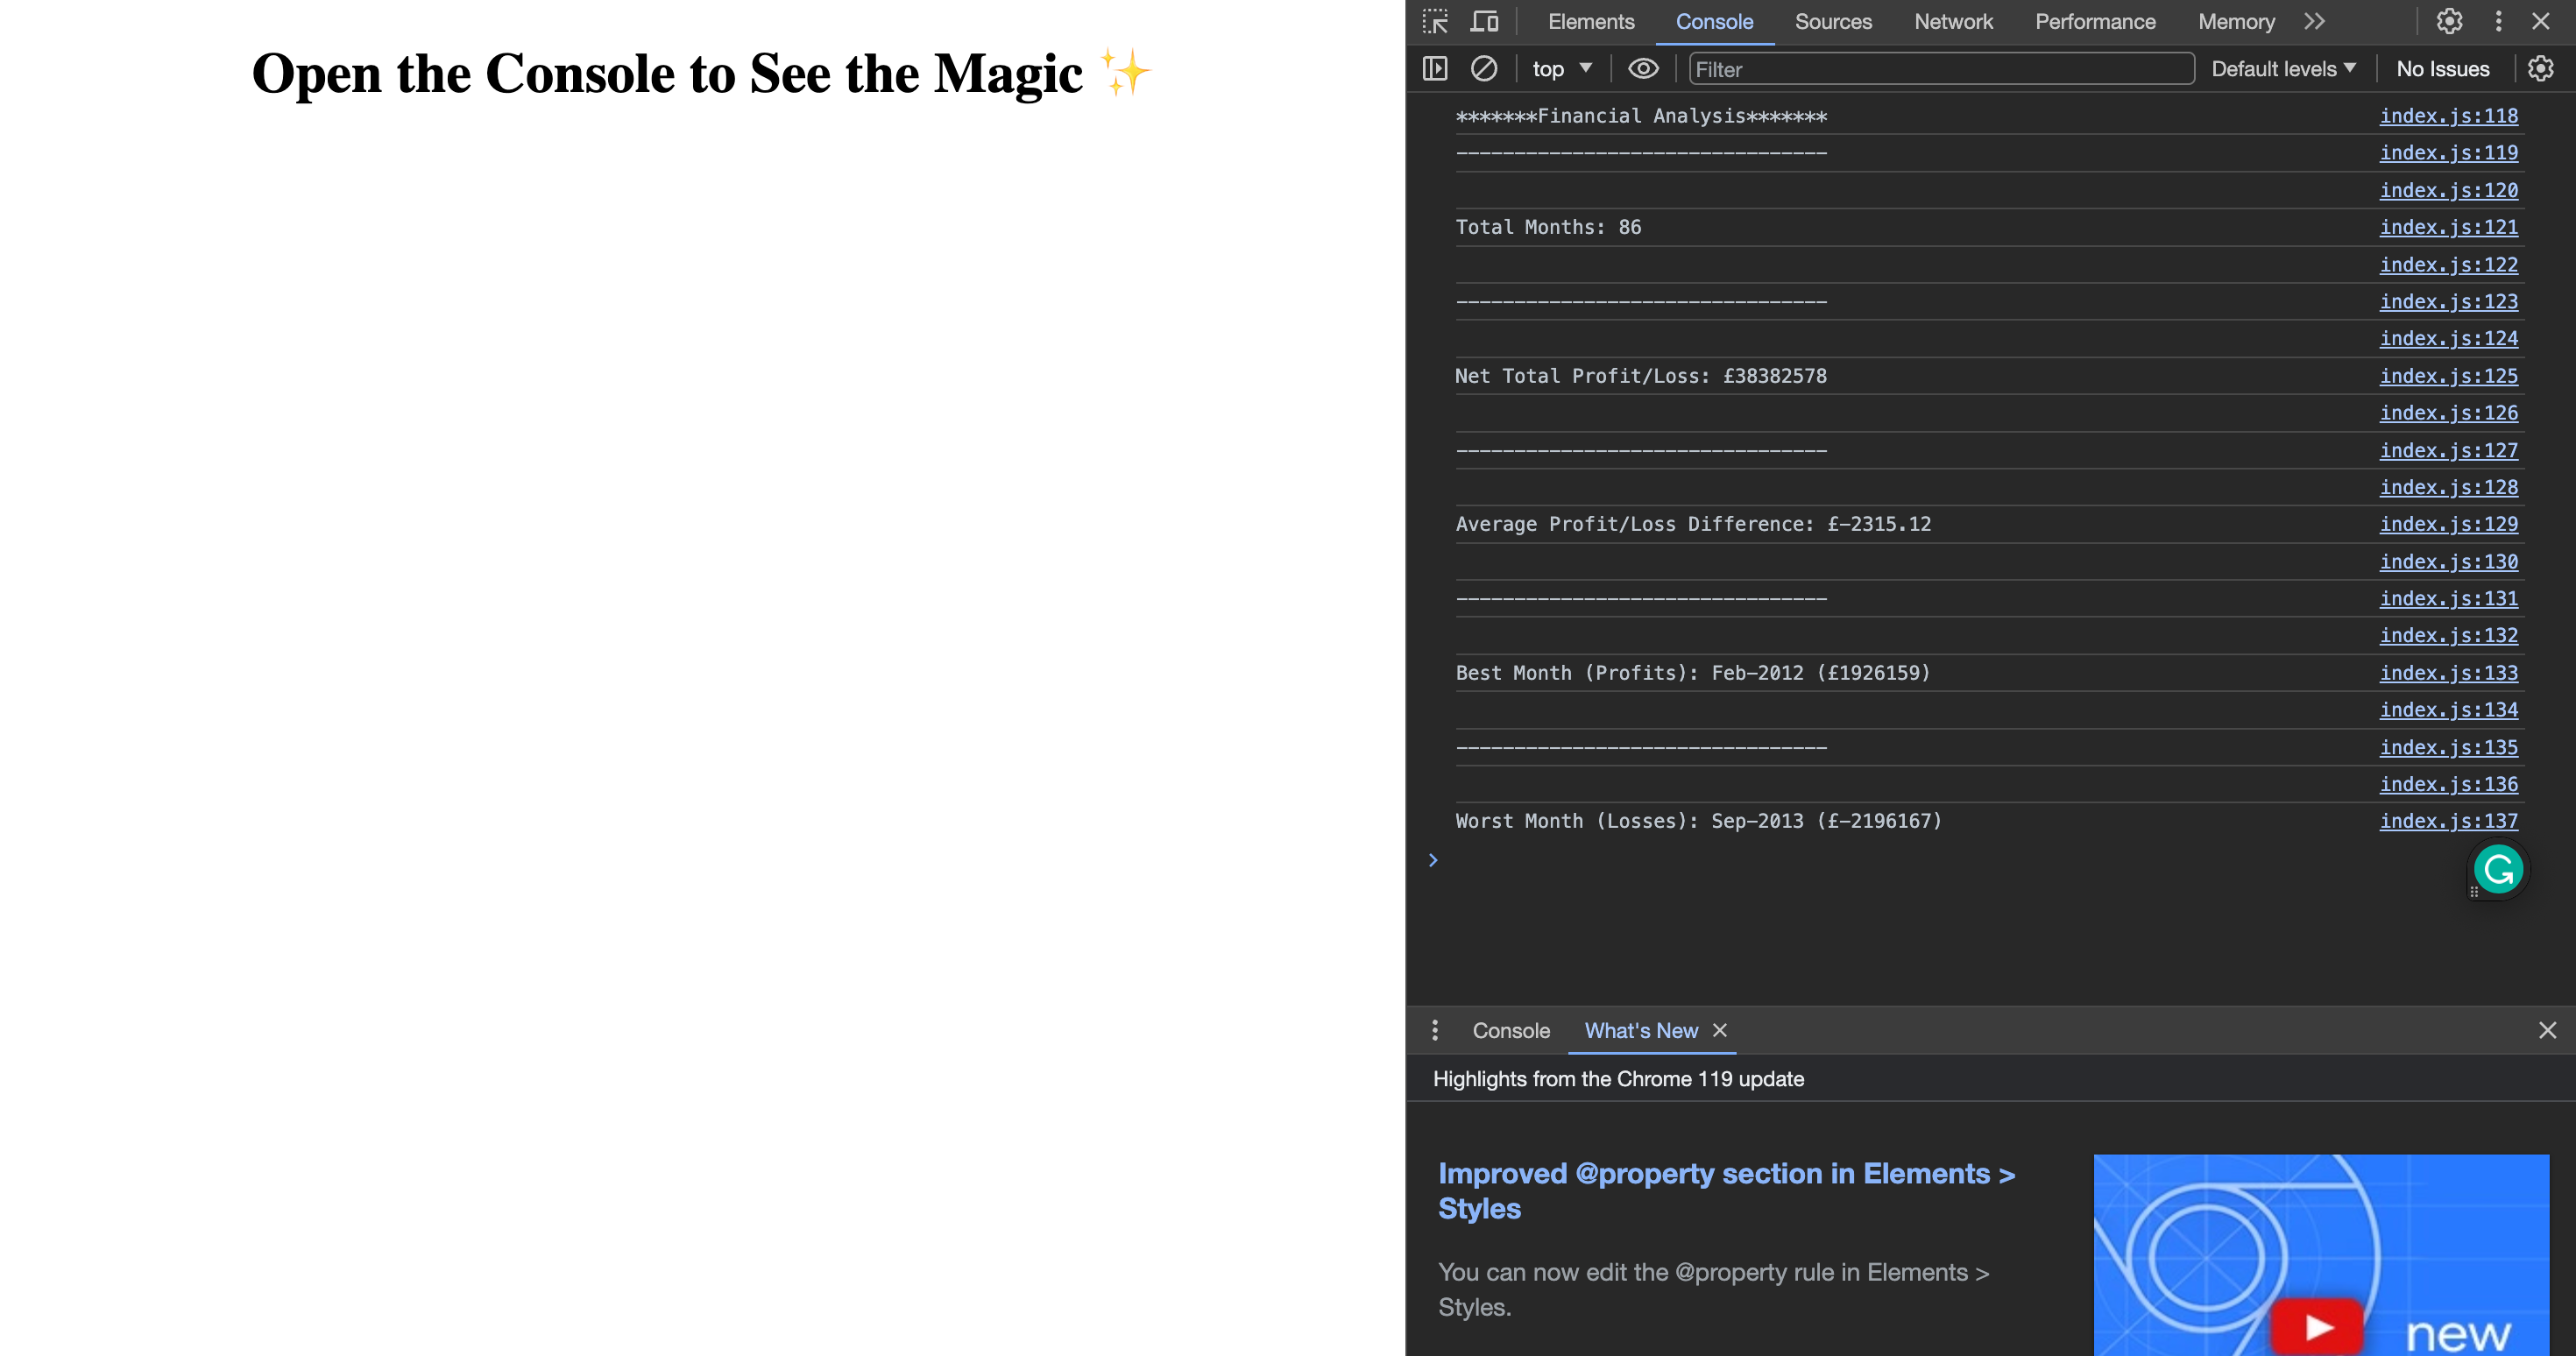 Open the Console to See the Magic ✨
Elements Console Sources Network Performance Memory
top Filter Default levels No Issues
*******Financial Analysis******* index.js:118
-------------------------------- index.js:119
index.js:120
Total Months: 86 index.js:121
index.js:122
-------------------------------- index.js:123
index.js:124
Net Total Profit/Loss: £38382578 index.js:125
index.js:126
-------------------------------- index.js:127
index.js:128
Average Profit/Loss Difference: £-2315.12 index.js:129
index.js:130
-------------------------------- index.js:131
index.js:132
Best Month (Profits): Feb-2012 (£1926159) index.js:133
index.js:134
-------------------------------- index.js:135
index.js:136
Worst Month (Losses): Sep-2013 (£-2196167) index.js:137
Console What's New
Highlights from the Chrome 119 update
Improved @property section in Elements >
Styles
You can now edit the @property rule in Elements >
Styles.
new